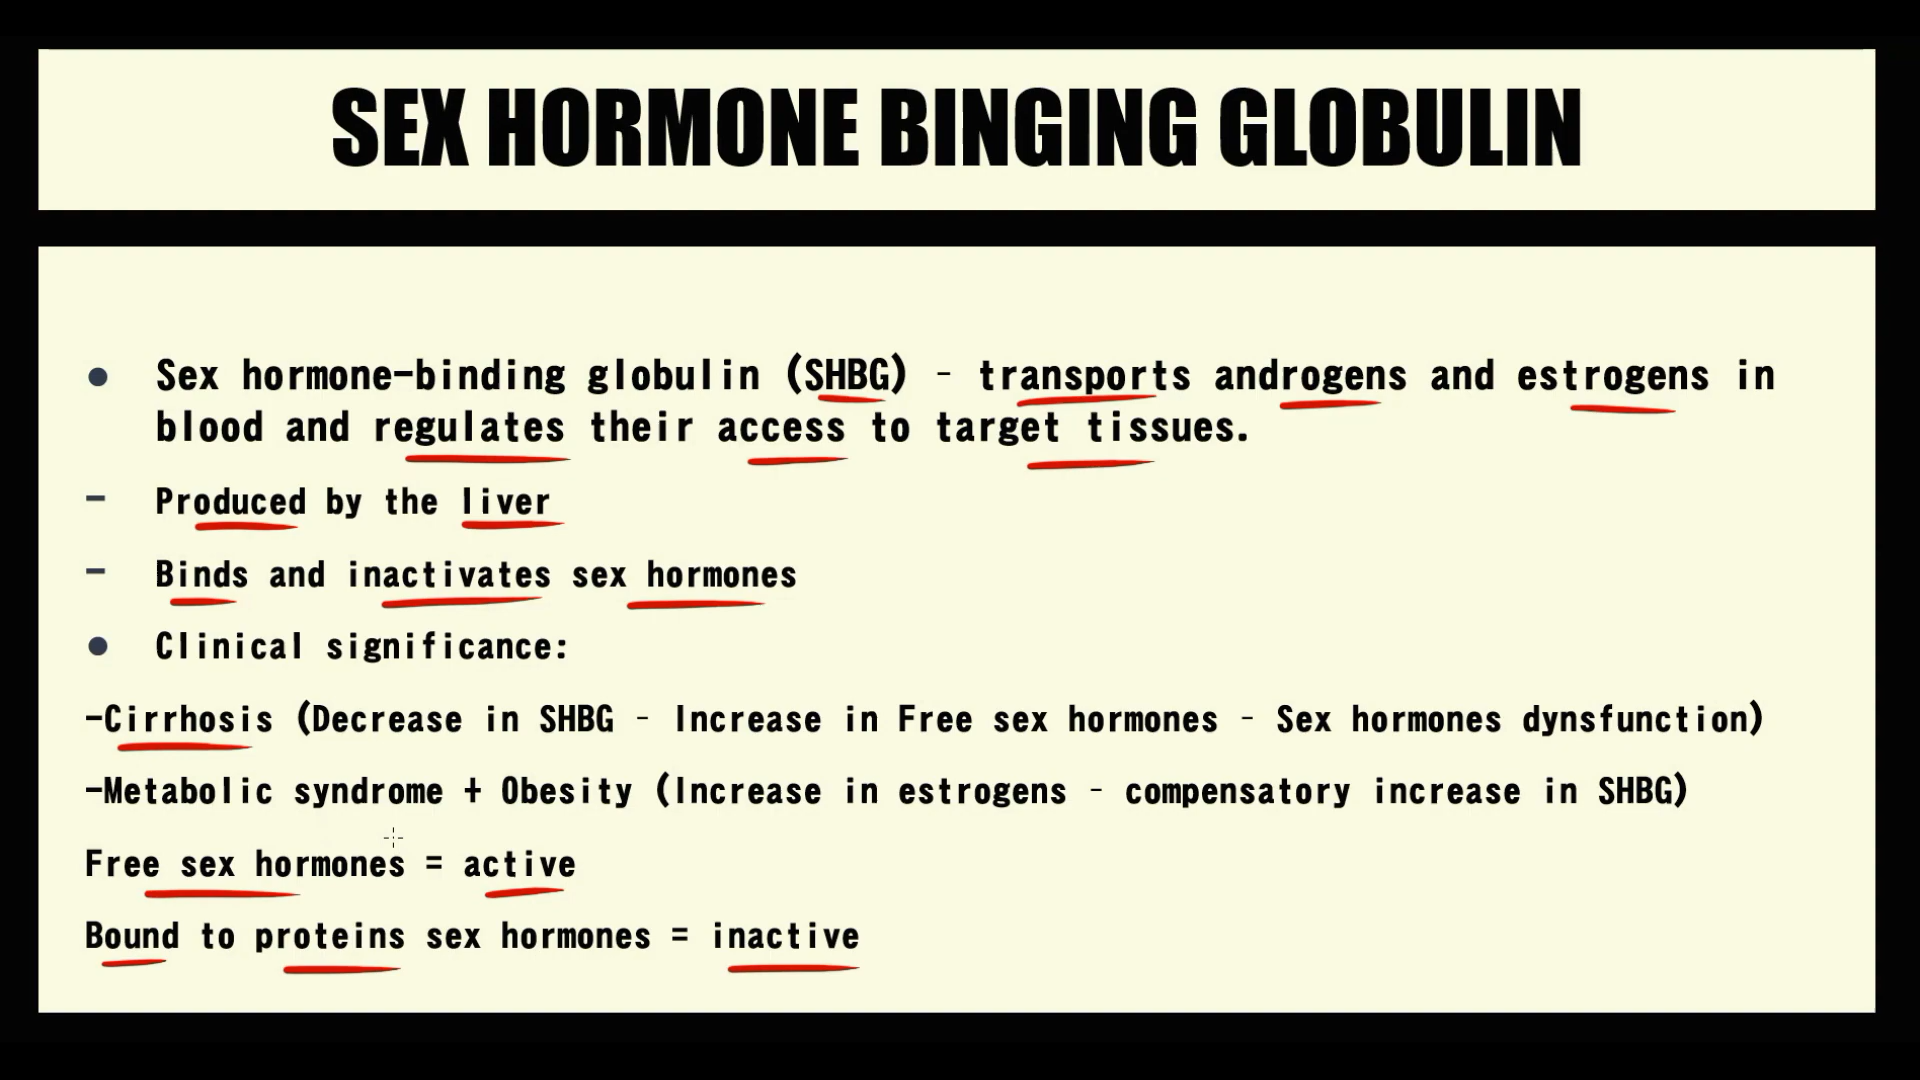 SEX HORMONE BINGING GLOBULIN
● Sex hormone-binding globulin (SHBG) – transports androgens and estrogens in
blood and regulates their access to target tissues.
– Produced by the liver
– Binds and inactivates sex hormones
● Clinical significance:
-Cirrhosis (Decrease in SHBG – Increase in Free sex hormones – Sex hormones dynsfunction)
-Metabolic syndrome + Obesity (Increase in estrogens – compensatory increase in SHBG)
Free sex hormones = active
Bound to proteins sex hormones = inactive